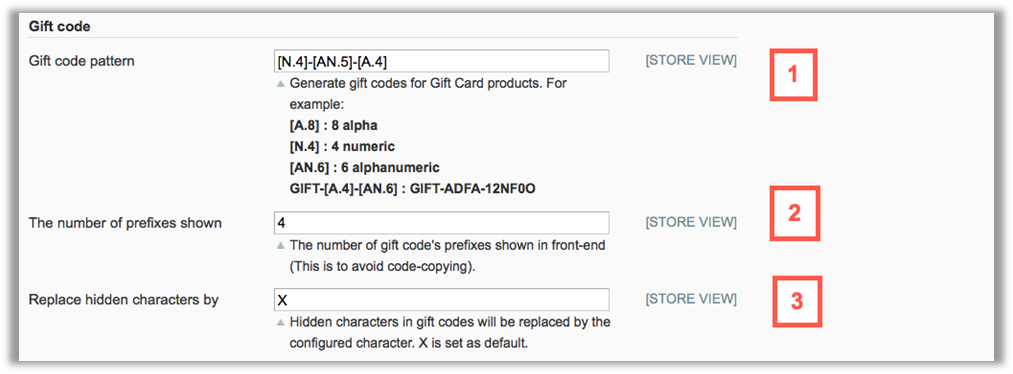 Gift code
Gift code pattern [N.4]-[AN.5]-[A.4] [STORE VIEW] 1
Generate gift codes for Gift Card products. For
example:
[A.8] : 8 alpha
[N.4] : 4 numeric
[AN.6] : 6 alphanumeric
GIFT-[A.4]-[AN.6] : GIFT-ADFA-12NF0O
The number of prefixes shown 4 [STORE VIEW] 2
The number of gift code's prefixes shown in front-end
(This is to avoid code-copying).
Replace hidden characters by X [STORE VIEW] 3
Hidden characters in gift codes will be replaced by the
configured character. X is set as default.